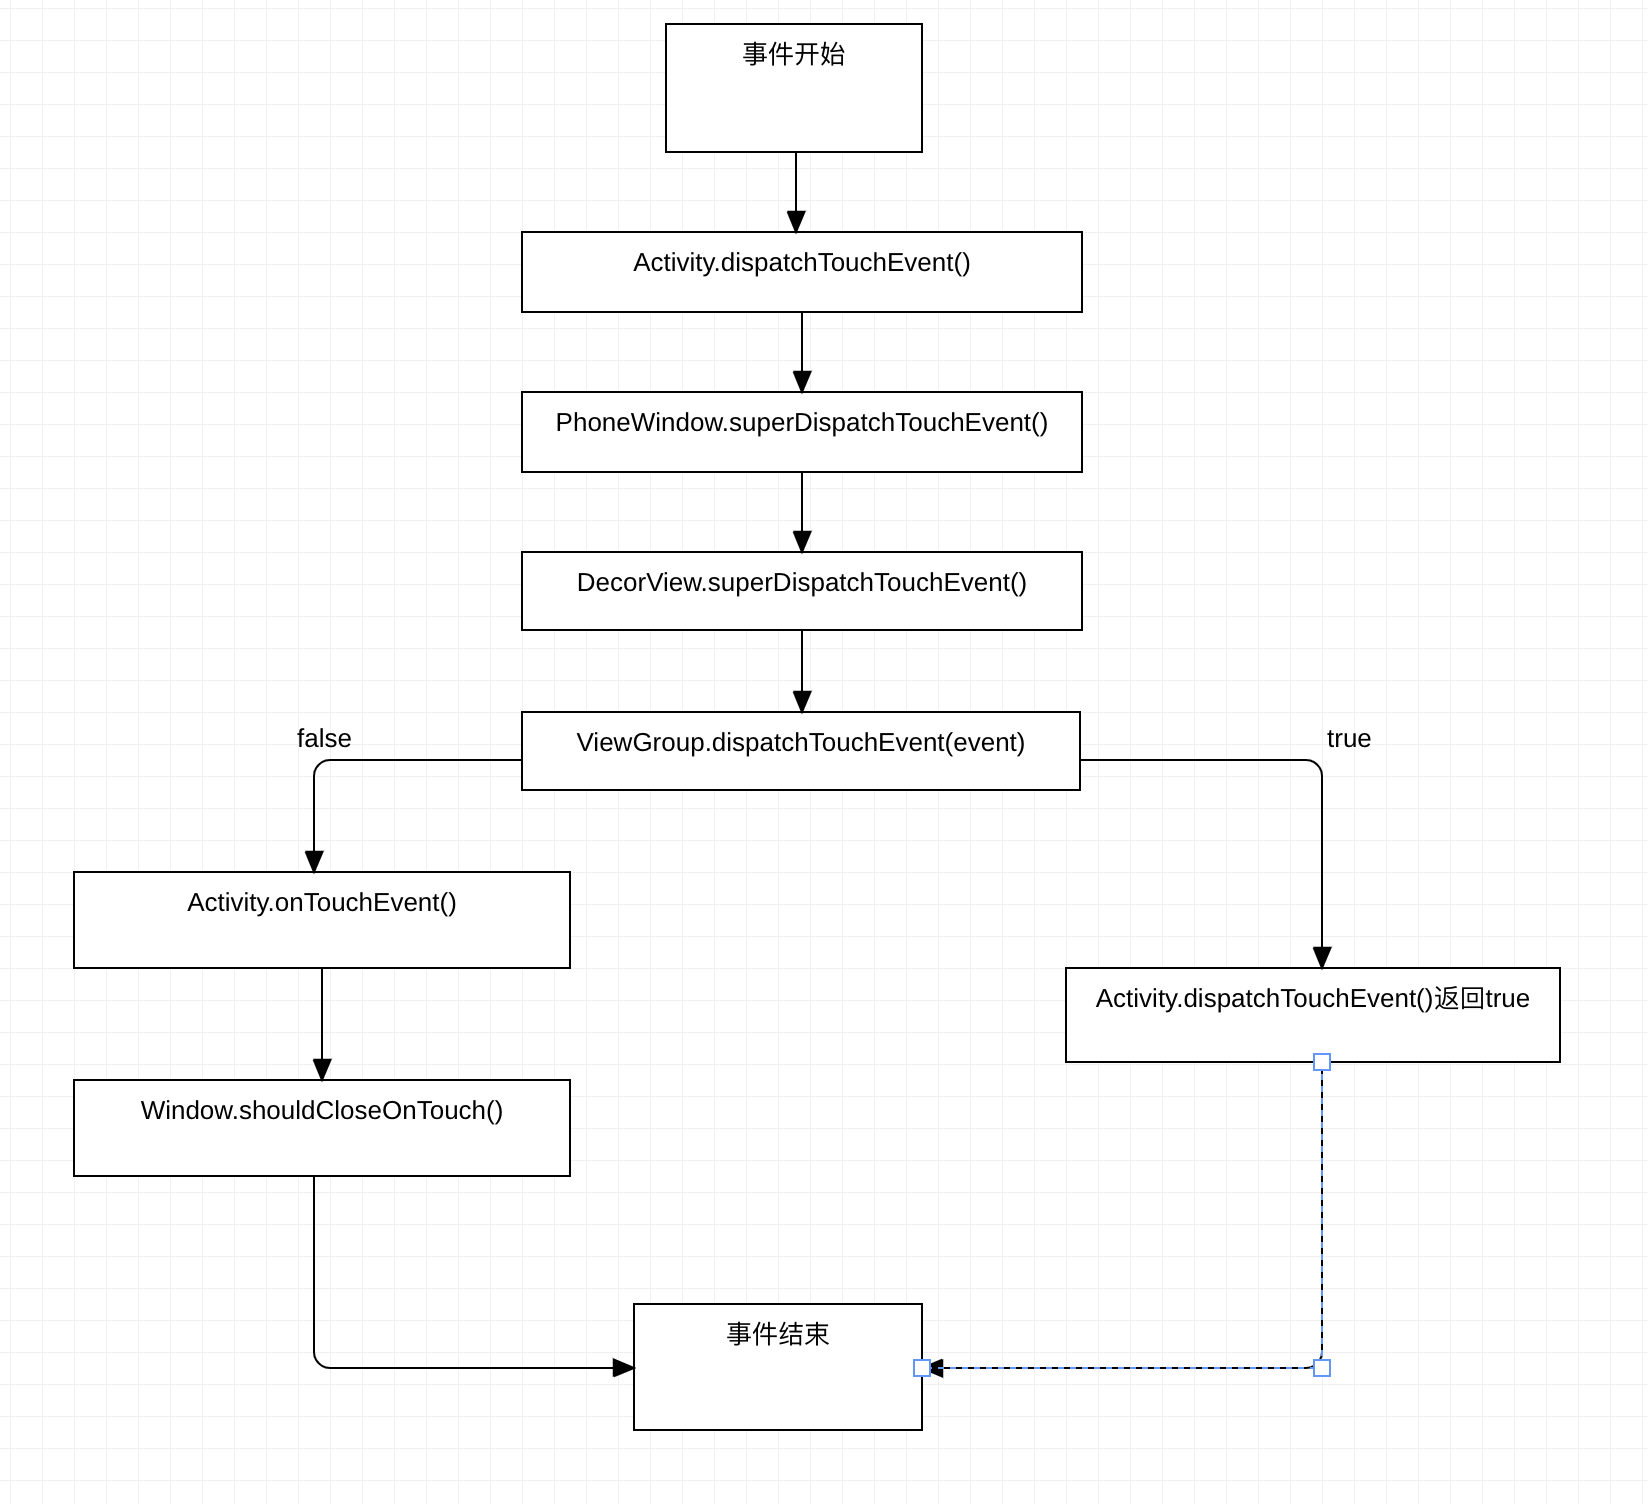 事件开始
Activity.dispatchTouchEvent()
PhoneWindow.superDispatchTouchEvent()
DecorView.superDispatchTouchEvent()
false
ViewGroup.dispatchTouchEvent(event)
true
Activity.onTouchEvent()
Activity.dispatchTouchEvent()返回true
Window.shouldCloseOnTouch()
事件结束